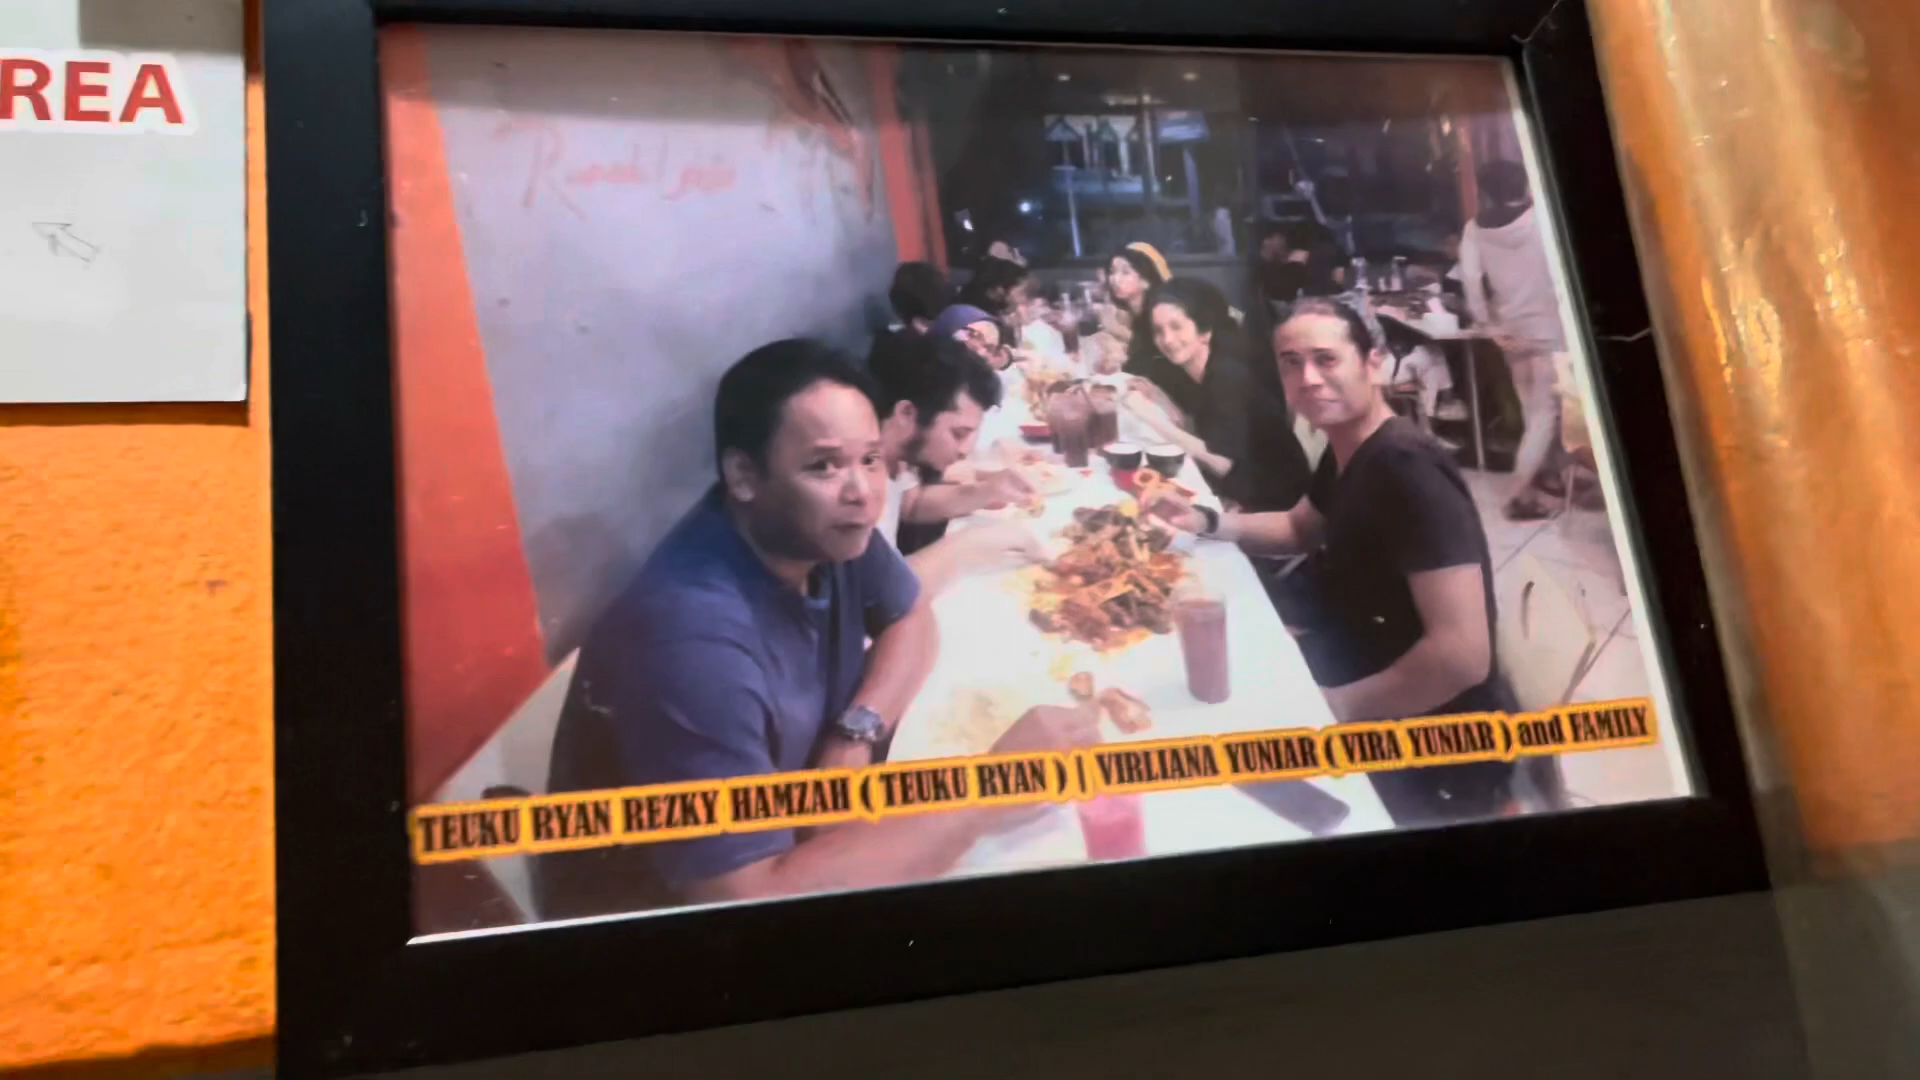 REA
TEUKU RYAN REZKY HAMZAH ( TEUKU RYAN ) | VIRLIANA YUNIAR ( VIRA YUNIAR ) and FAMILY